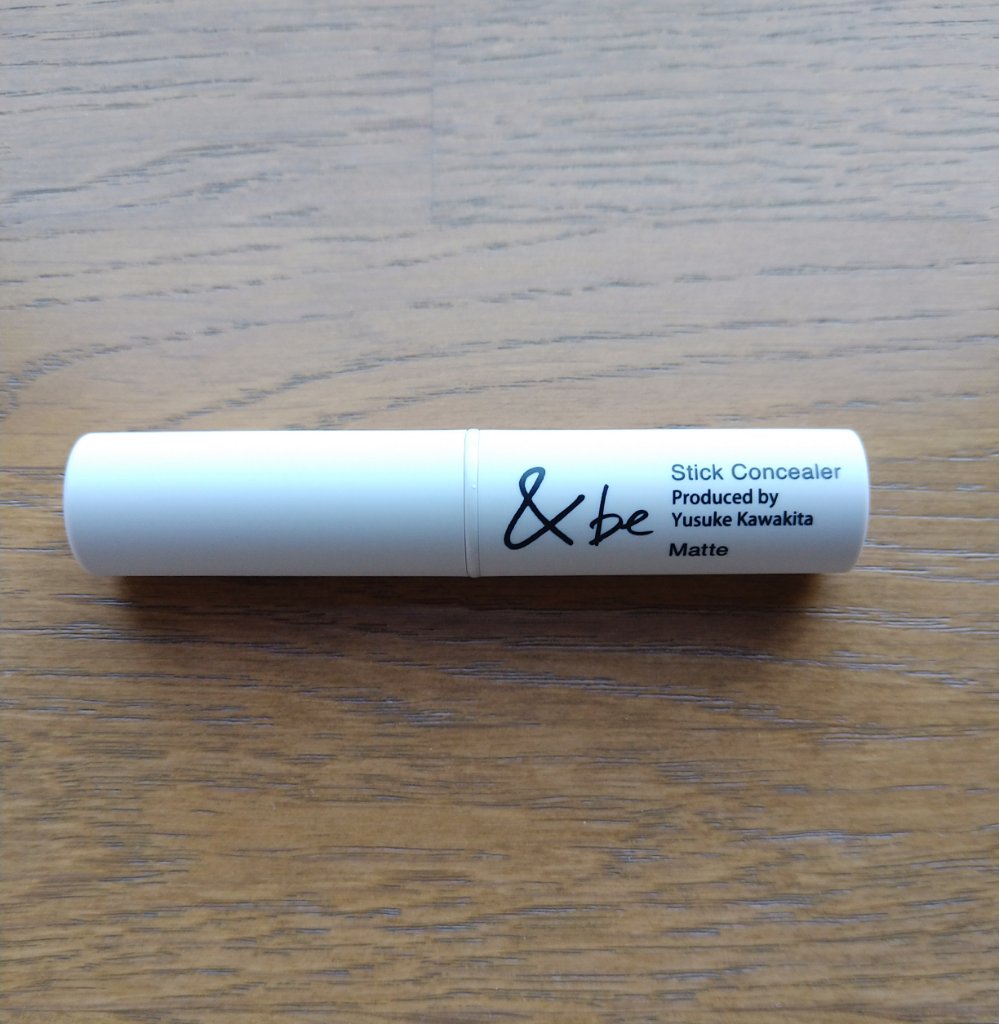 &be
Stick Concealer
Produced by
Yusuke Kawakita
Matte